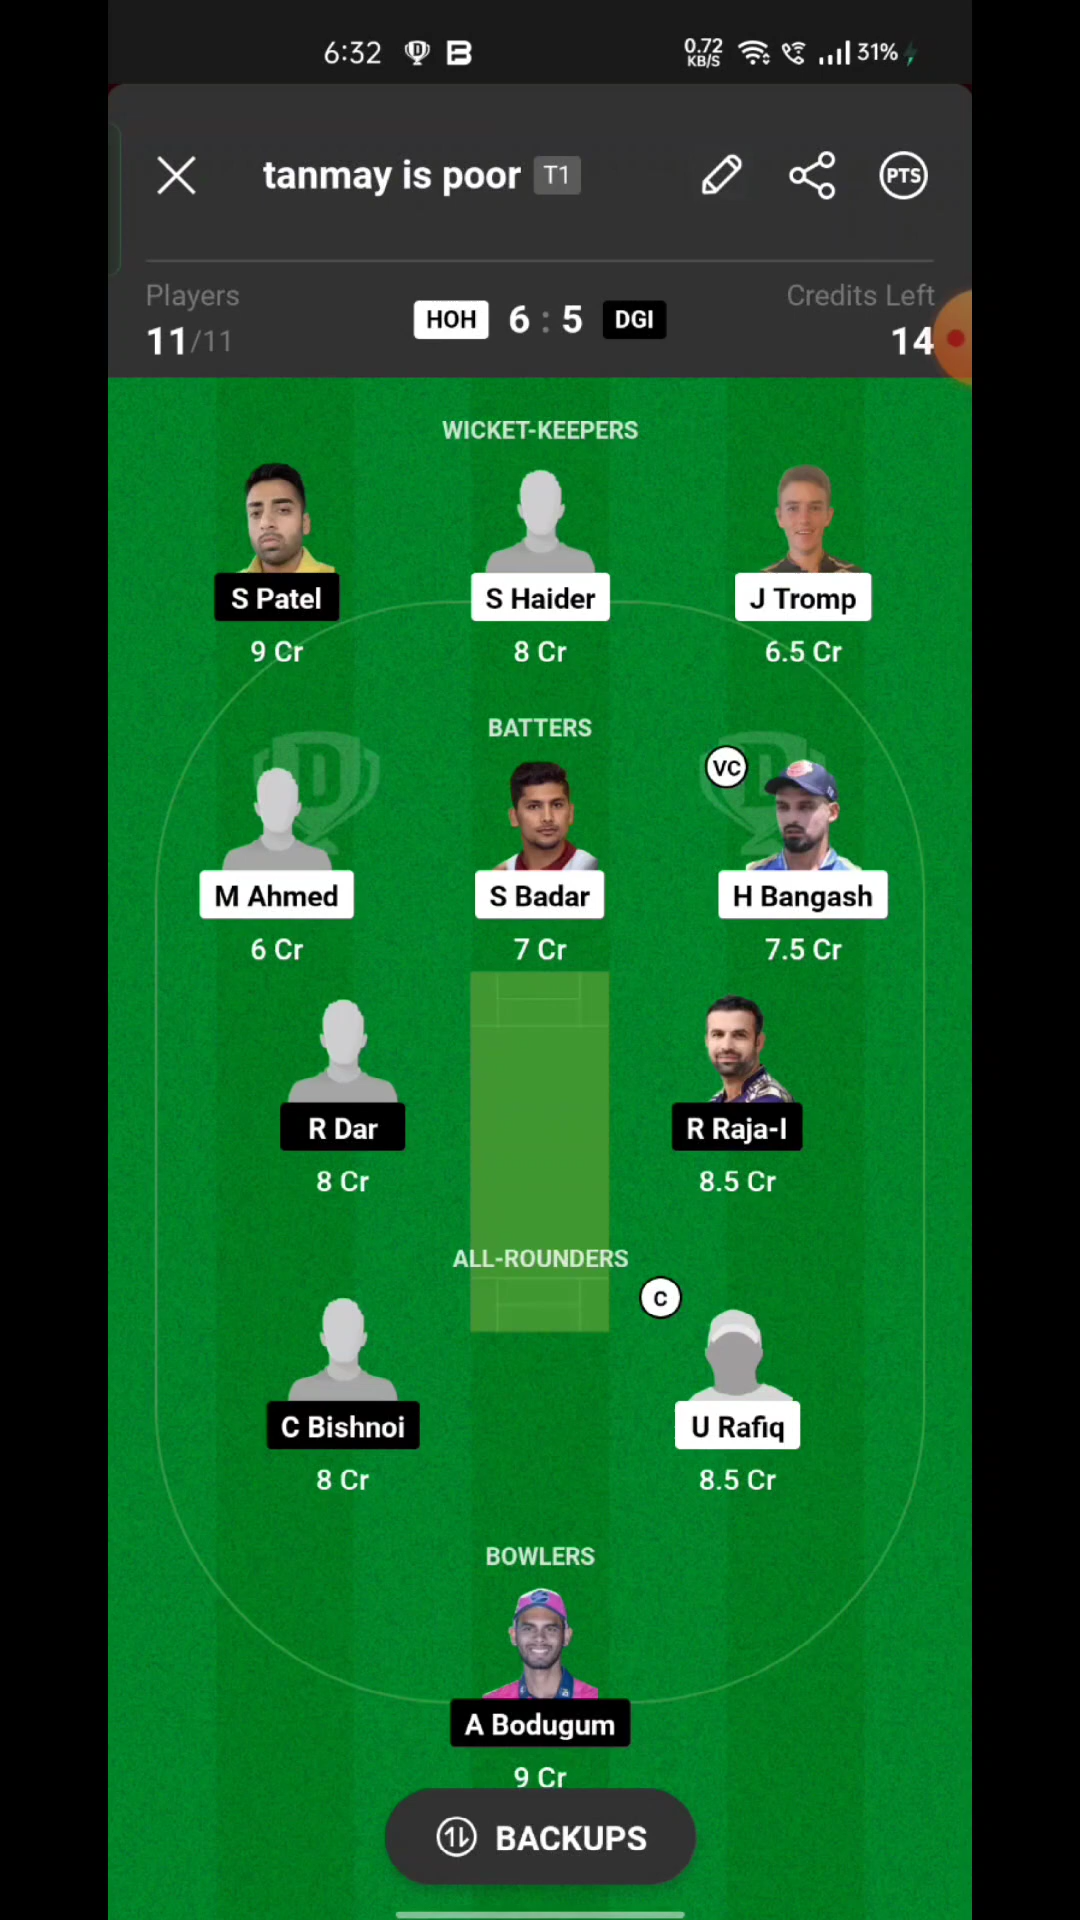 6:32 0.72 KB/S 31%
tanmay is poor T1 PTS
Players Credits Left
11/11 HOH 6 : 5 DGI 14
WICKET-KEEPERS
S Patel S Haider J Tromp
9 Cr 8 Cr 6.5 Cr
BATTERS
VC
M Ahmed S Badar H Bangash
6 Cr 7 Cr 7.5 Cr
R Dar R Raja-I
8 Cr 8.5 Cr
ALL-ROUNDERS
C
C Bishnoi U Rafiq
8 Cr 8.5 Cr
BOWLERS
A Bodugum
9 Cr
BACKUPS